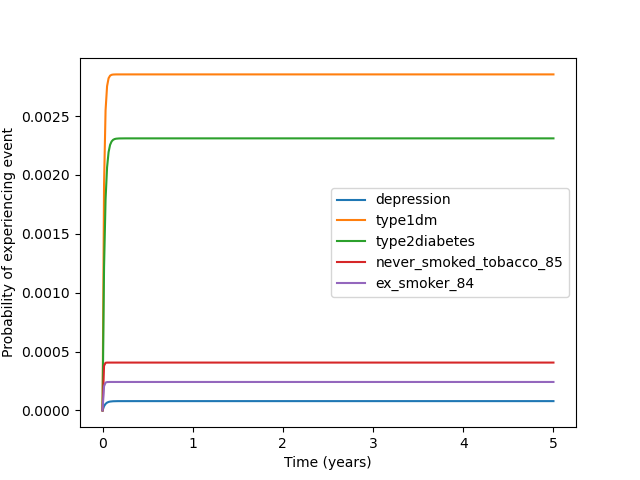 Probability of experiencing event
0.0025
0.0020
0.0015
0.0010
0.0005
0.0000
depression
type1dm
type2diabetes
never_smoked_tobacco_85
ex_smoker_84
0 1 2 3 4 5
Time (years)